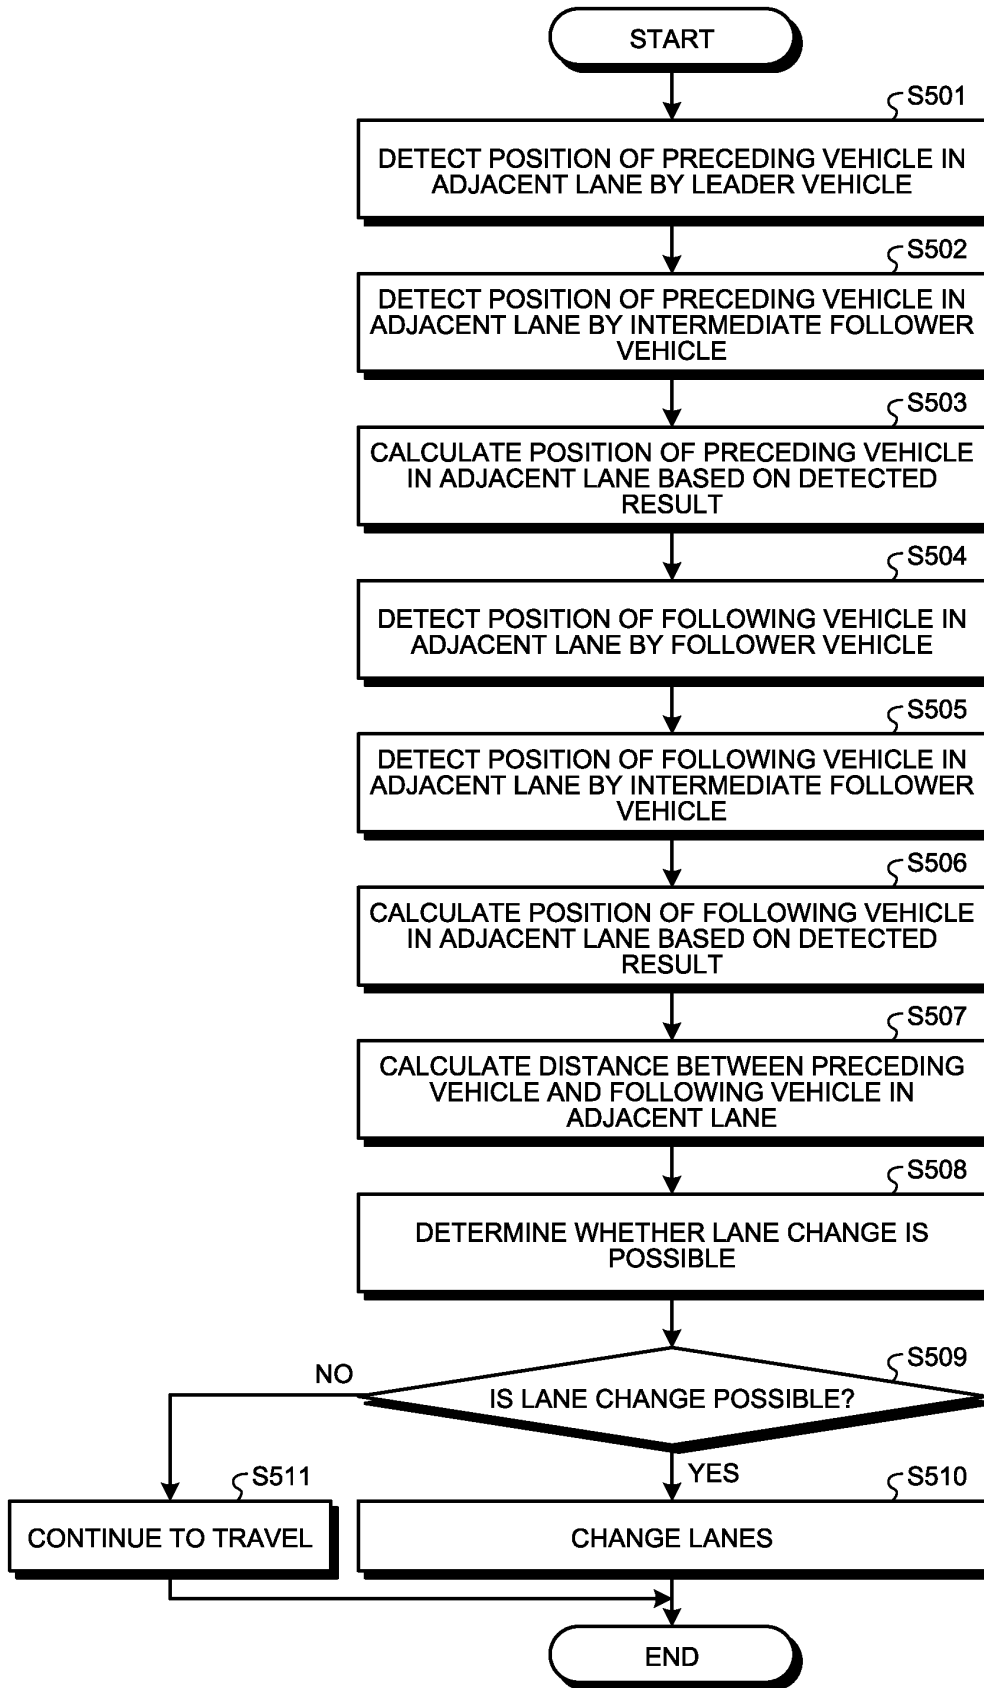 START
S501
DETECT POSITION OF PRECEDING VEHICLE IN
ADJACENT LANE BY LEADER VEHICLE
S502
DETECT POSITION OF PRECEDING VEHICLE IN
ADJACENT LANE BY INTERMEDIATE FOLLOWER
VEHICLE
S503
CALCULATE POSITION OF PRECEDING VEHICLE
IN ADJACENT LANE BASED ON DETECTED
RESULT
S504
DETECT POSITION OF FOLLOWING VEHICLE IN
ADJACENT LANE BY FOLLOWER VEHICLE
S505
DETECT POSITION OF FOLLOWING VEHICLE IN
ADJACENT LANE BY INTERMEDIATE FOLLOWER
VEHICLE
S506
CALCULATE POSITION OF FOLLOWING VEHICLE
IN ADJACENT LANE BASED ON DETECTED
RESULT
S507
CALCULATE DISTANCE BETWEEN PRECEDING
VEHICLE AND FOLLOWING VEHICLE IN
ADJACENT LANE
S508
DETERMINE WHETHER LANE CHANGE IS
POSSIBLE
S509
NO
IS LANE CHANGE POSSIBLE?
YES
S511
S510
CONTINUE TO TRAVEL
CHANGE LANES
END